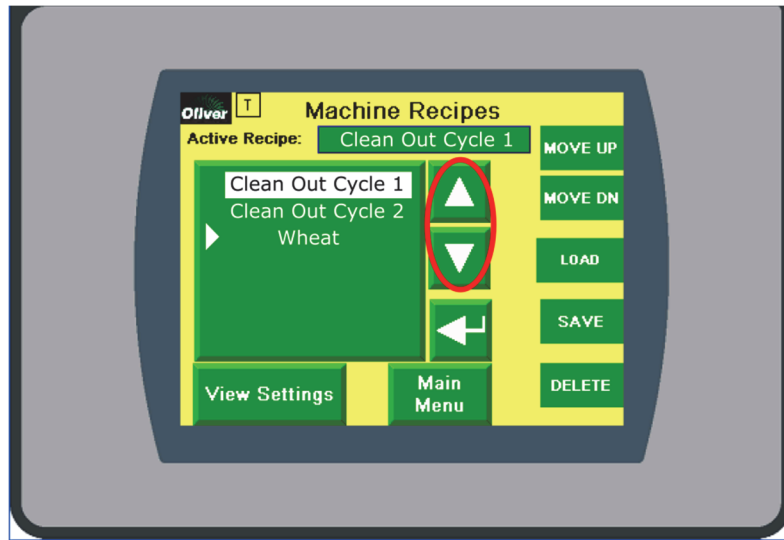 Oliver T Machine Recipes
Active Recipe: Clean Out Cycle 1
MOVE UP
Clean Out Cycle 1
Clean Out Cycle 2
Wheat
MOVE DN
LOAD
SAVE
DELETE
View Settings
Main
Menu